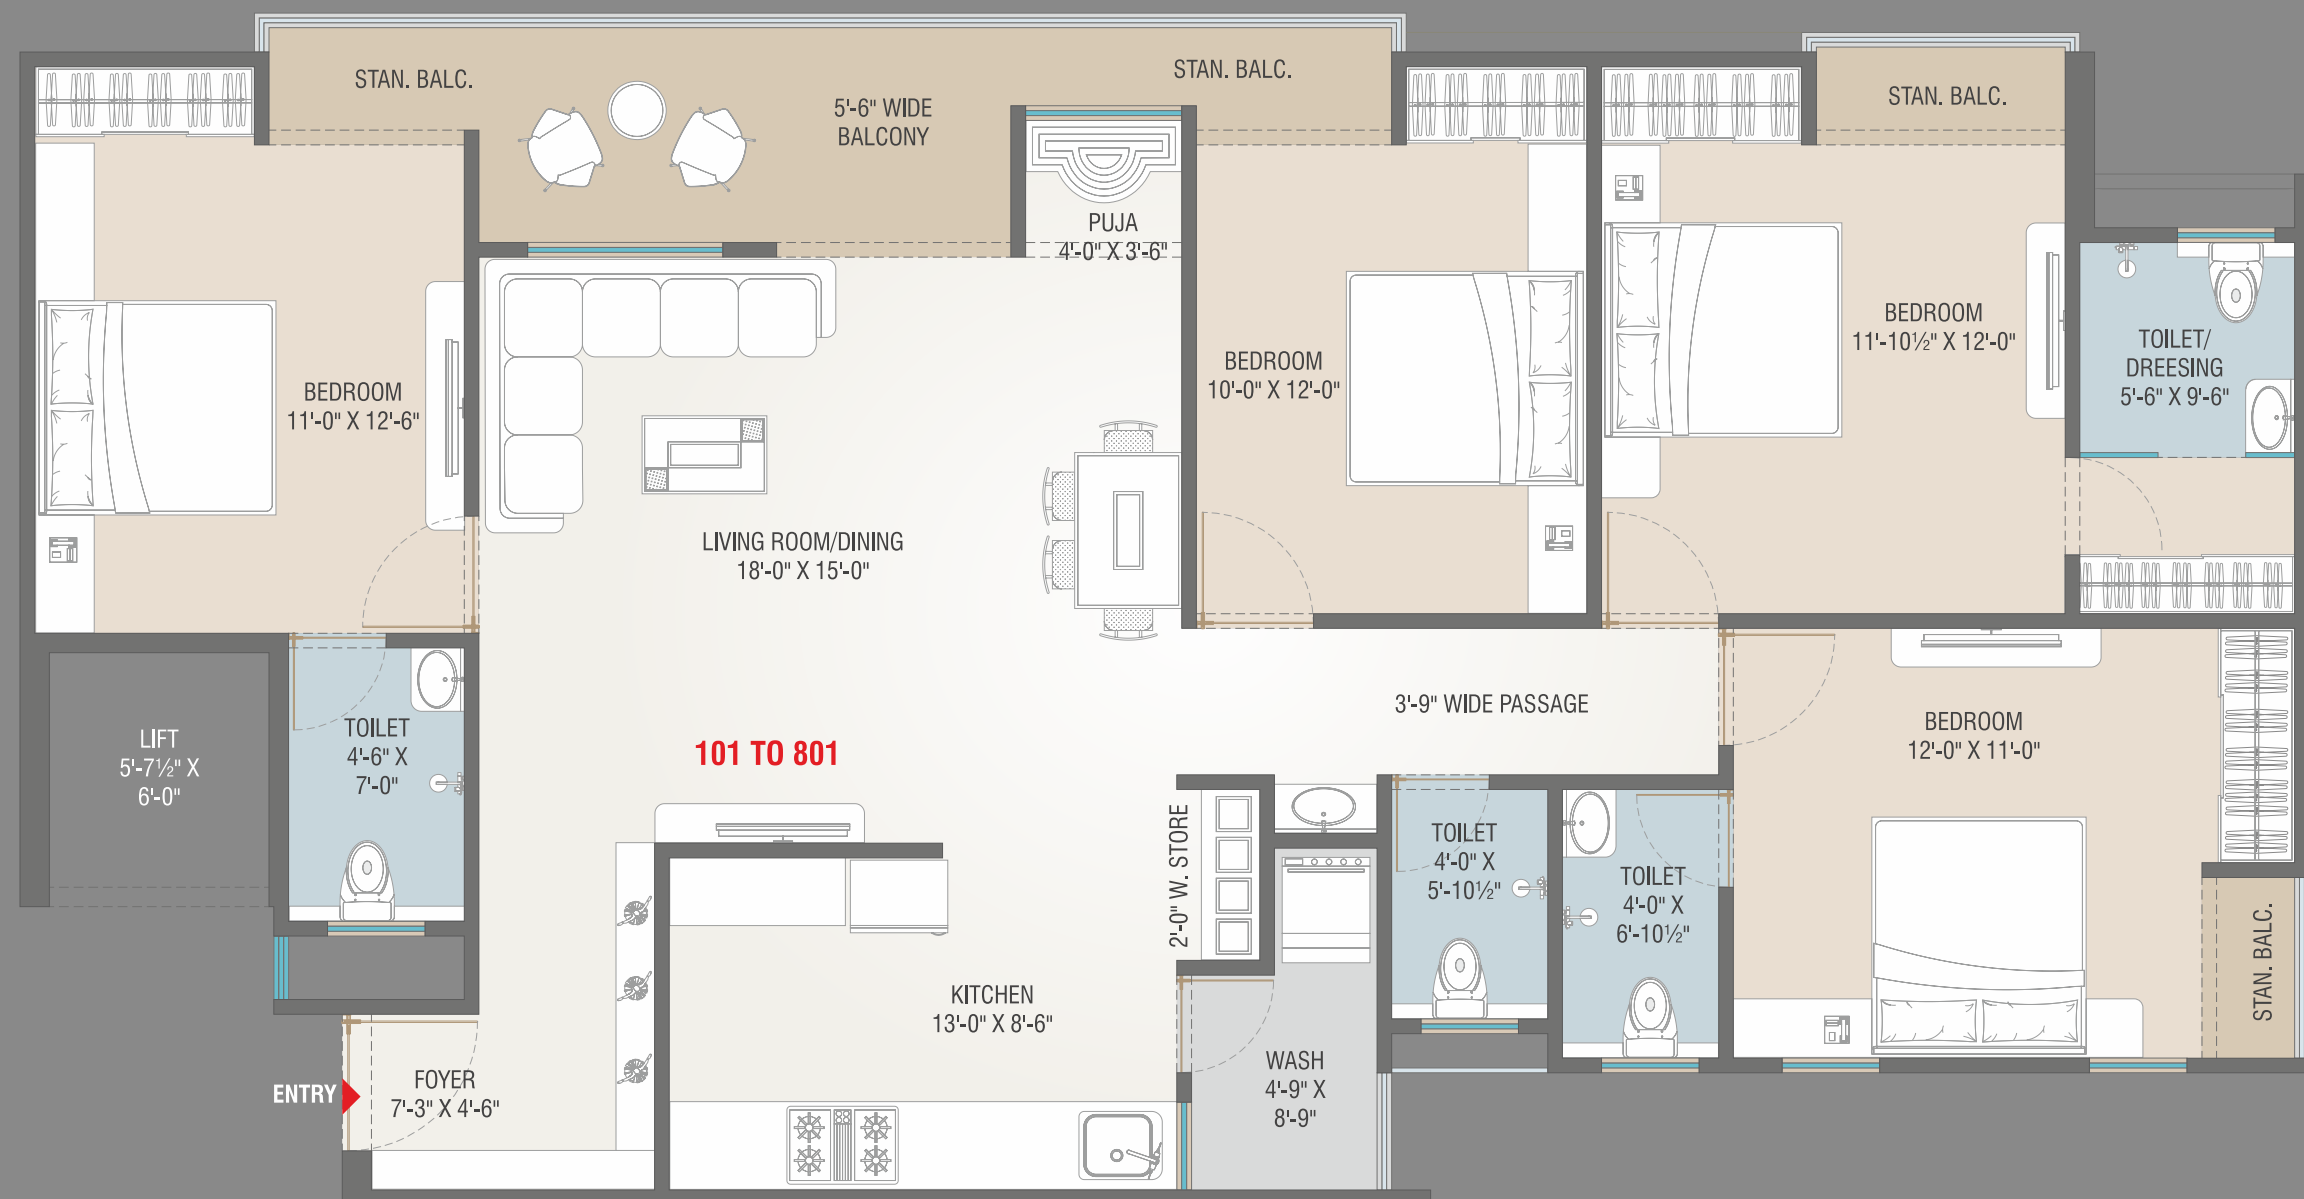 STAN. BALC.
5'-6" WIDE
BALCONY
STAN. BALC.
STAN. BALC.
PUJA
4'-0" X 3'-6"
BEDROOM
11'-0" X 12'-6"
BEDROOM
10'-0" X 12'-0"
BEDROOM
11'-10½" X 12'-0"
TOILET/
DREESING
5'-6" X 9'-6"
LIVING ROOM/DINING
18'-0" X 15'-0"
LIFT
5'-7½" X
6'-0"
TOILET
4'-6" X
7'-0"
101 TO 801
3'-9" WIDE PASSAGE
BEDROOM
12'-0" X 11'-0"
2'-0" W. STORE
TOILET
4'-0" X
5'-10½"
TOILET
4'-0" X
6'-10½"
STAN. BALC.
KITCHEN
13'-0" X 8'-6"
WASH
4'-9" X
8'-9"
ENTRY
FOYER
7'-3" X 4'-6"